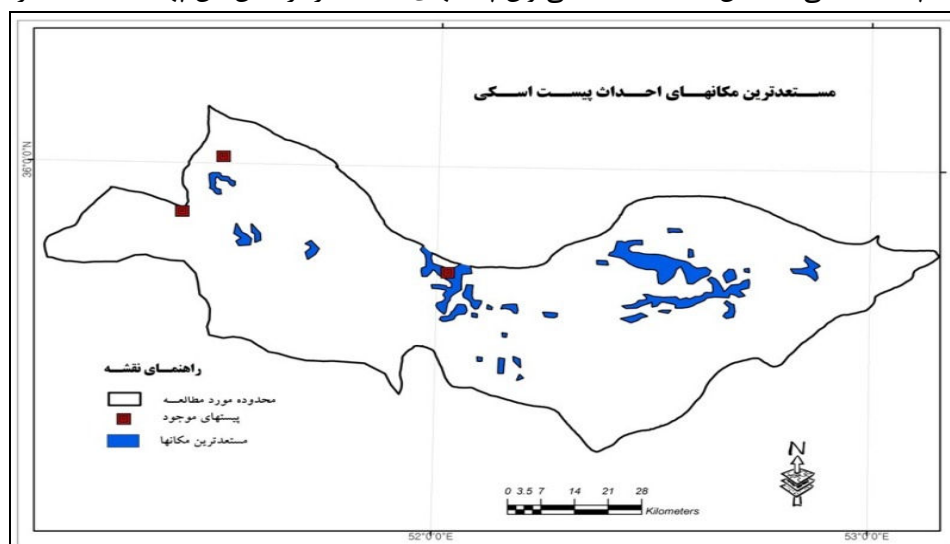 مستعدترین مکانهای احداث پیست اسکی
36°0'0"N
راهنمای نقشه
محدوده مورد مطالعه
پیستهای موجود
مستعدترین مکانها
N
0 3.5 7 14 21 28
Kilometers
52°0'0"E
53°0'0"E